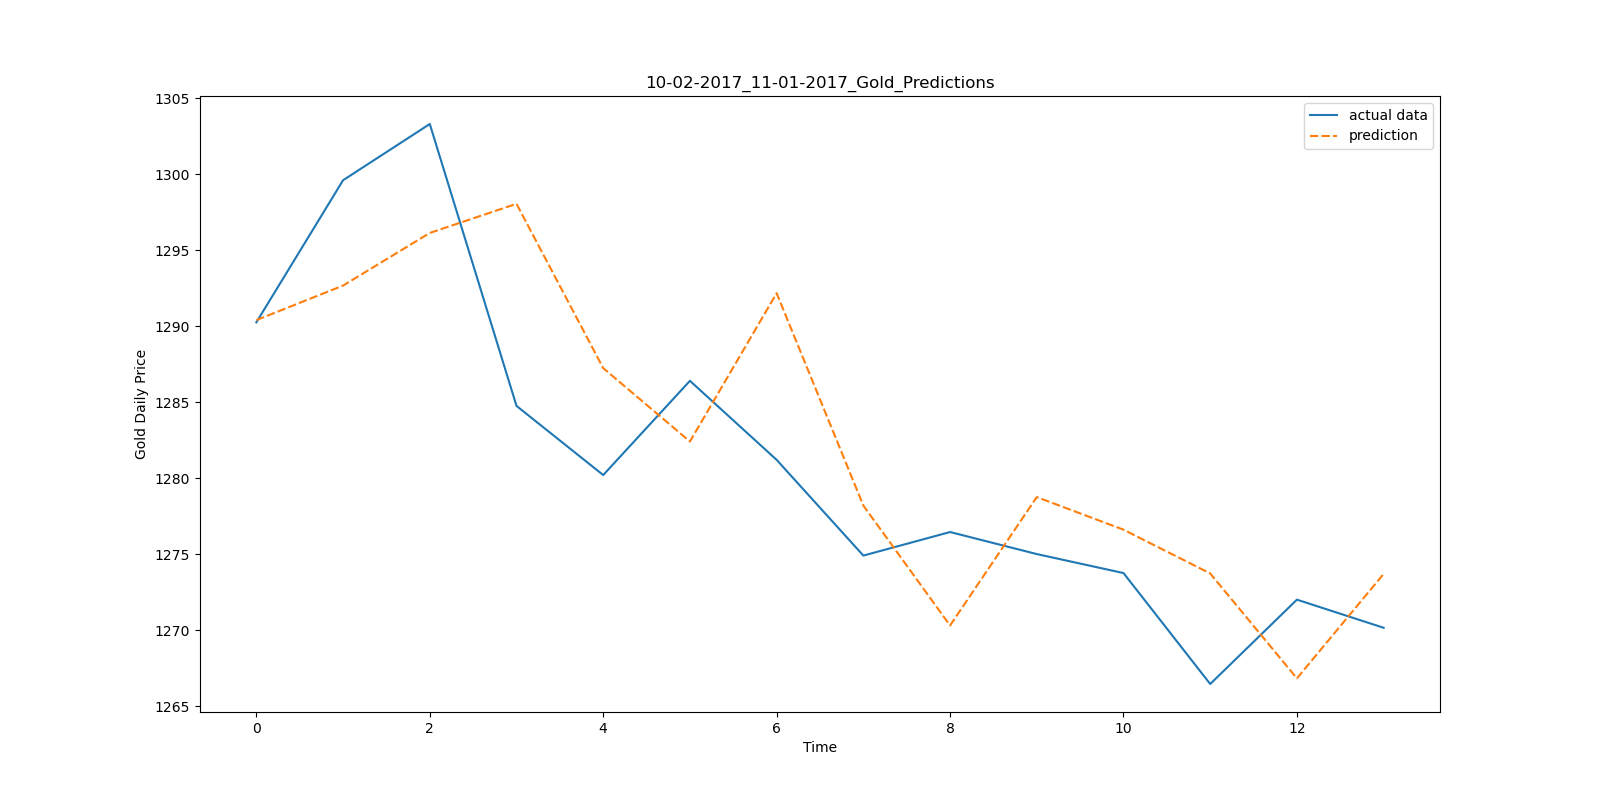 10-02-2017_11-01-2017_Gold_Predictions
actual data
prediction
Gold Daily Price
1305
1300
1295
1290
1285
1280
1275
1270
1265
0 2 4 6 8 10 12
Time